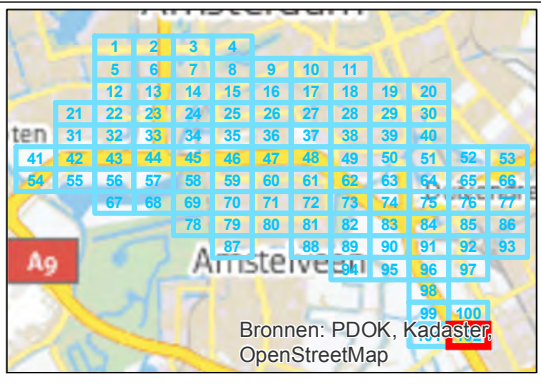 Amsterdam
1 2 3 4
5 6 7 8 9 10 11
12 13 14 15 16 17 18 19 20
21 22 23 24 25 26 27 28 29 30
ten 31 32 33 34 35 36 37 38 39 40
41 42 43 44 45 46 47 48 49 50 51 52 53
54 55 56 57 58 59 60 61 62 63 64 65 66
67 68 69 70 71 72 73 74 75 76 77
78 79 80 81 82 83 84 85 86
87 88 89 90 91 92 93
A9 Amstelveen
94 95 96 97
98
99 100
Bronnen: PDOK, Kadaster,
OpenStreetMap